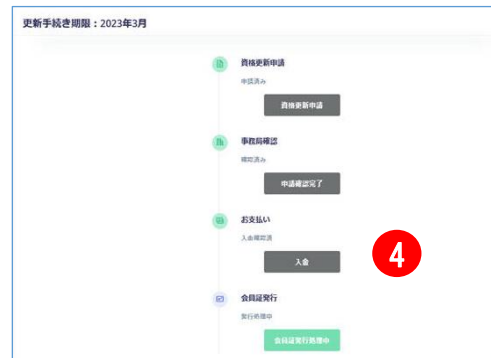 更新手続き期限：2023年3月
資格更新申請
申請済み
資格更新申請
事務局確認
確認済み
申請確認完了
お支払い
入金確認済
入金
4
会員証発行
発行処理中
会員証発行処理中